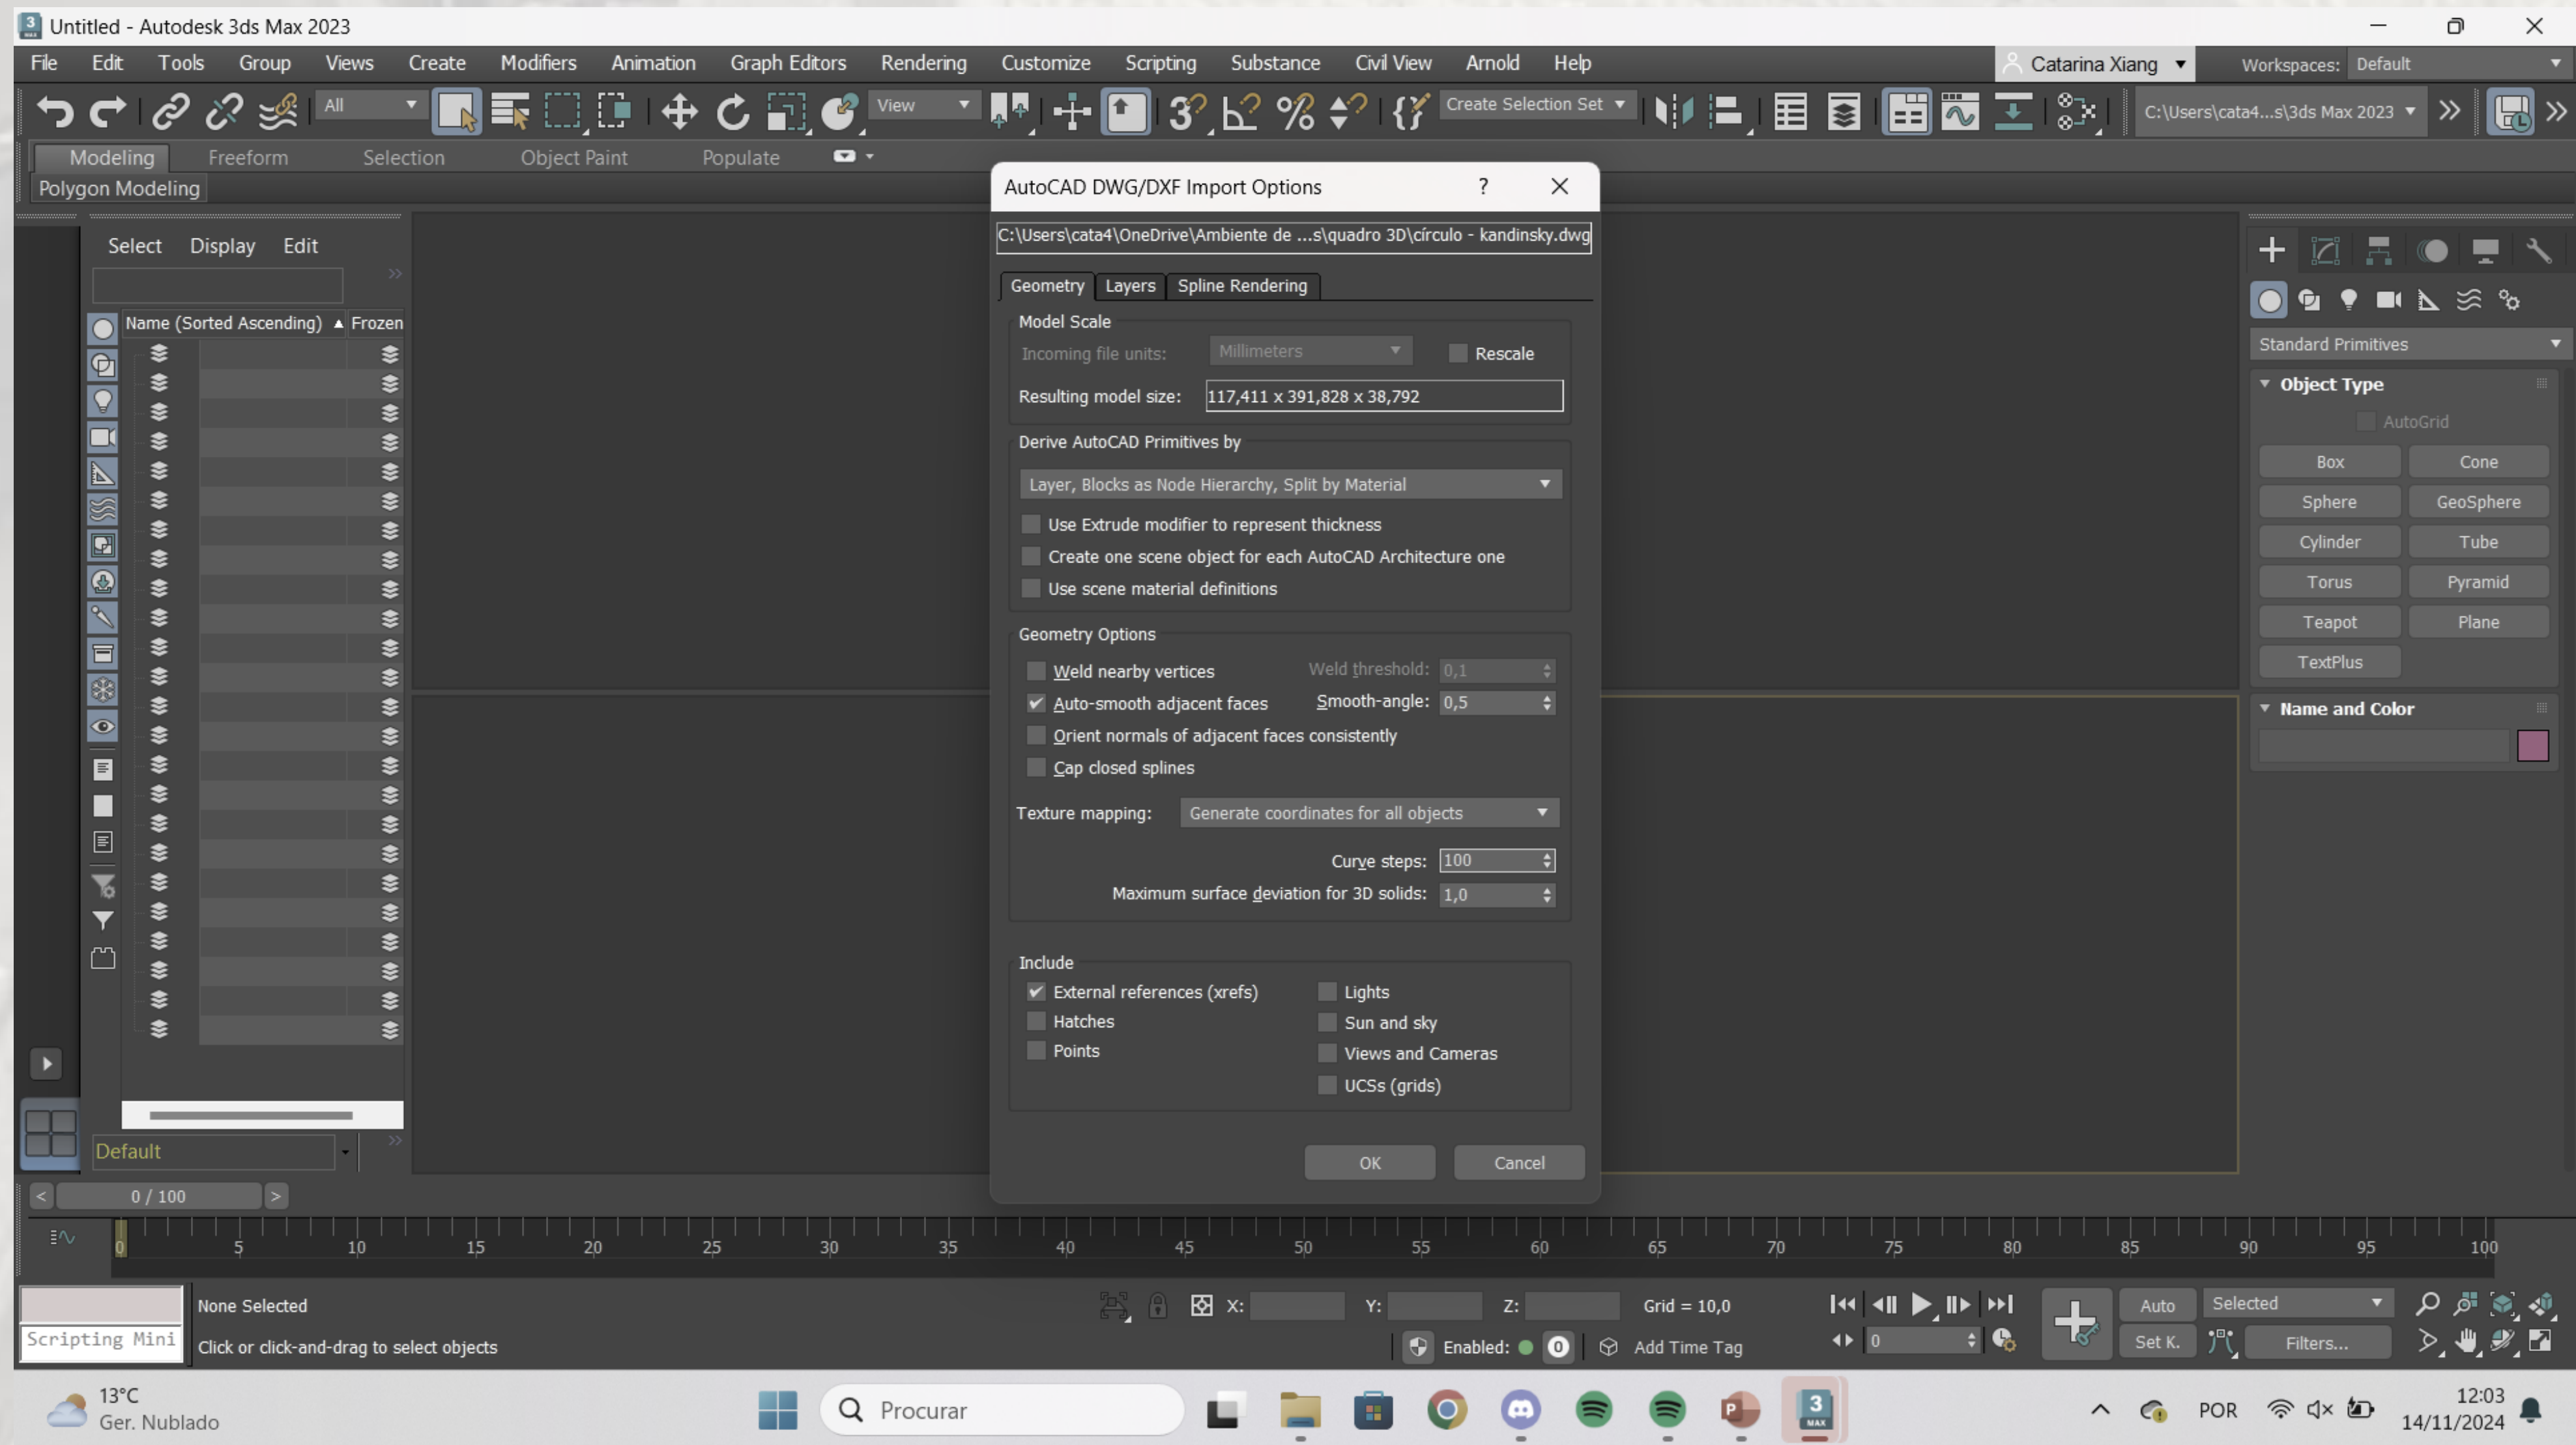 Untitled - Autodesk 3ds Max 2023
File Edit Tools Group Views Create Modifiers Animation Graph Editors Rendering Customize Scripting Substance Civil View Arnold Help
Catarina Xiang
Workspaces: Default
All
View
Create Selection Set
C:\Users\cata4...s\3ds Max 2023
Modeling Freeform Selection Object Paint Populate
Polygon Modeling
Select Display Edit
Name (Sorted Ascending) Frozen
Default
AutoCAD DWG/DXF Import Options
C:\Users\cata4\OneDrive\Ambiente de ...s\quadro 3D\círculo - kandinsky.dwg
Geometry Layers Spline Rendering
Model Scale
Incoming file units: Millimeters Rescale
Resulting model size: 117,411 x 391,828 x 38,792
Derive AutoCAD Primitives by
Layer, Blocks as Node Hierarchy, Split by Material
Use Extrude modifier to represent thickness
Create one scene object for each AutoCAD Architecture one
Use scene material definitions
Geometry Options
Weld nearby vertices Weld threshold: 0,1
Auto-smooth adjacent faces Smooth-angle: 0,5
Orient normals of adjacent faces consistently
Cap closed splines
Texture mapping: Generate coordinates for all objects
Curve steps: 100
Maximum surface deviation for 3D solids: 1,0
Include
External references (xrefs) Lights
Hatches Sun and sky
Points Views and Cameras
UCSs (grids)
OK Cancel
Standard Primitives
Object Type
AutoGrid
Box Cone
Sphere GeoSphere
Cylinder Tube
Torus Pyramid
Teapot Plane
TextPlus
Name and Color
< 0 / 100 >
0 5 10 15 20 25 30 35 40 45 50 55 60 65 70 75 80 85 90 95 100
None Selected
X: Y: Z: Grid = 10,0
Auto Selected
Scripting Mini
Click or click-and-drag to select objects
Enabled: 0 Add Time Tag
0
Set K. Filters...
13°C
Ger. Nublado
Procurar
3
MAX
POR
12:03
14/11/2024